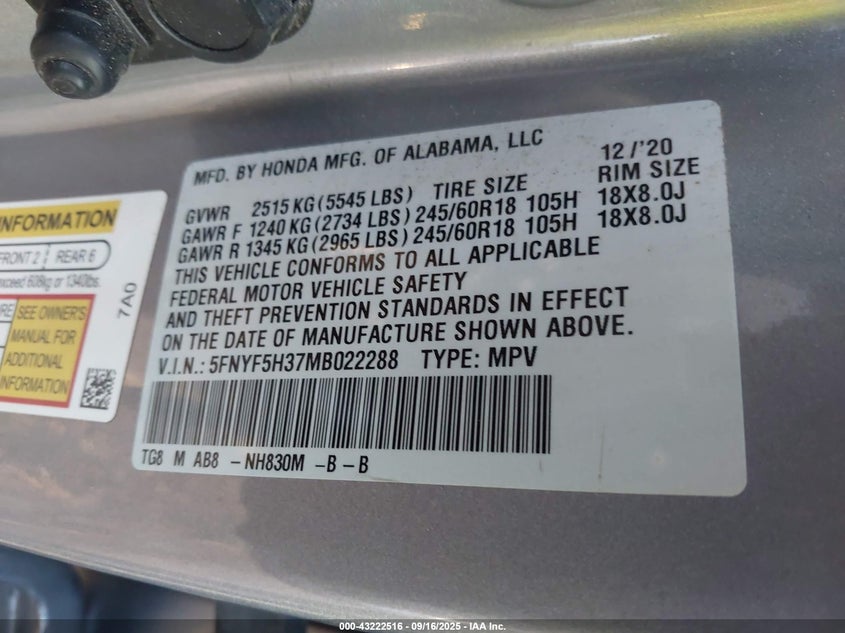 MFD. BY HONDA MFG. OF ALABAMA, LLC 12 /'20
GVWR 2515 KG (5545 LBS) TIRE SIZE RIM SIZE
GAWR F 1240 KG (2734 LBS) 245/60R18 105H 18X8.0J
GAWR R 1345 KG (2965 LBS) 245/60R18 105H 18X8.0J
THIS VEHICLE CONFORMS TO ALL APPLICABLE
FEDERAL MOTOR VEHICLE SAFETY
AND THEFT PREVENTION STANDARDS IN EFFECT
ON THE DATE OF MANUFACTURE SHOWN ABOVE.
V.I.N.: 5FNYF5H37MB022288 TYPE: MPV
TG8 M AB8 -NH830M -B -B
INFORMATION
FRONT 2 REAR 6
exceed 608kg or 1340lbs.
SEE OWNER'S
MANUAL FOR
ADDITIONAL
INFORMATION
7A0
000-43222516 - 09/16/2025 - IAA Inc.